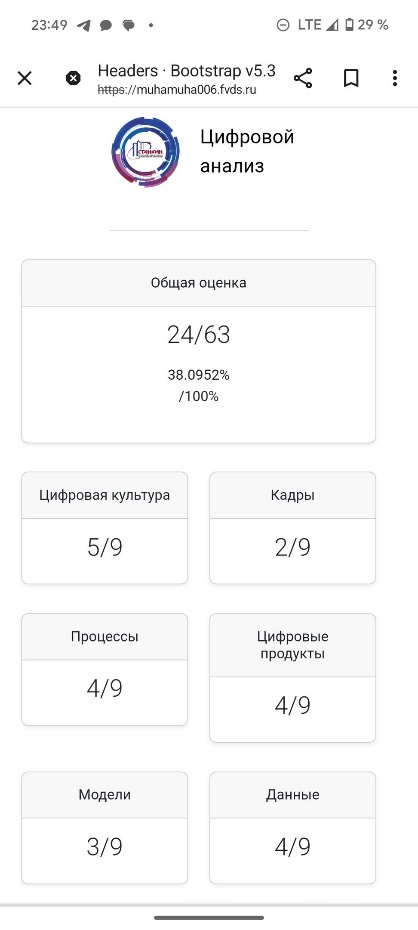 23:49
LTE 29 %
Headers · Bootstrap v5.3
https://muhamuha006.fvds.ru
СТАНКИН
Цифровой
анализ
Общая оценка
24/63
38.0952%
/100%
Цифровая культура
Кадры
5/9
2/9
Процессы
Цифровые
продукты
4/9
4/9
Модели
Данные
3/9
4/9